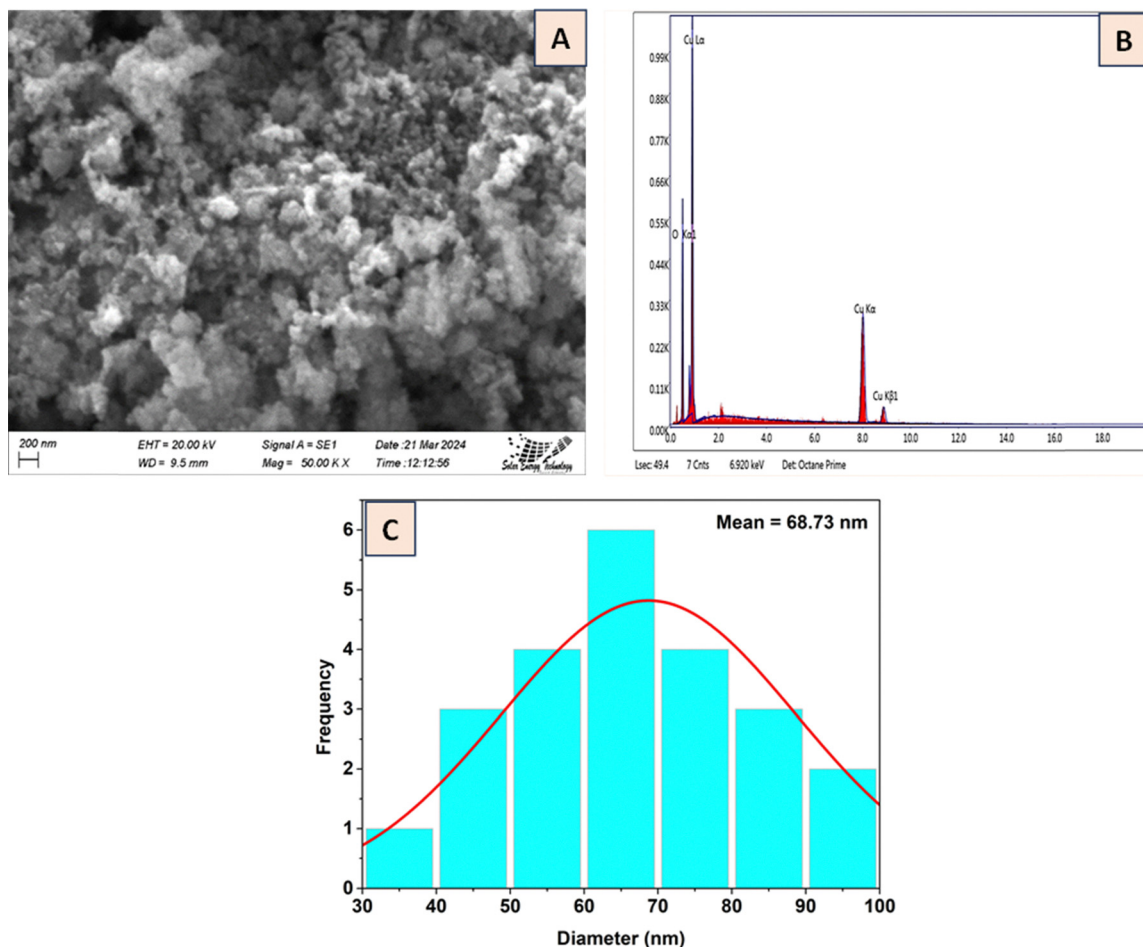 A
200 nm
EHT = 20.00 kV
Signal A = SE1
Date :21 Mar 2024
WD = 9.5 mm
Mag = 50.00 K X
Time :12:12:56
Solar Energy Technology
B
Cu Lα
0.99K
0.88K
0.77K
0.66K
0.55K
O Kα1
0.44K
0.33K
Cu Kα
0.22K
Cu Kβ1
0.11K
0.00K
0.0 2.0 4.0 6.0 8.0 10.0 12.0 14.0 16.0 18.0
Lsec: 49.4 7 Cnts 6.920 keV Det: Octane Prime
C
Mean = 68.73 nm
6
5
4
3
2
1
0
Frequency
30 40 50 60 70 80 90 100
Diameter (nm)